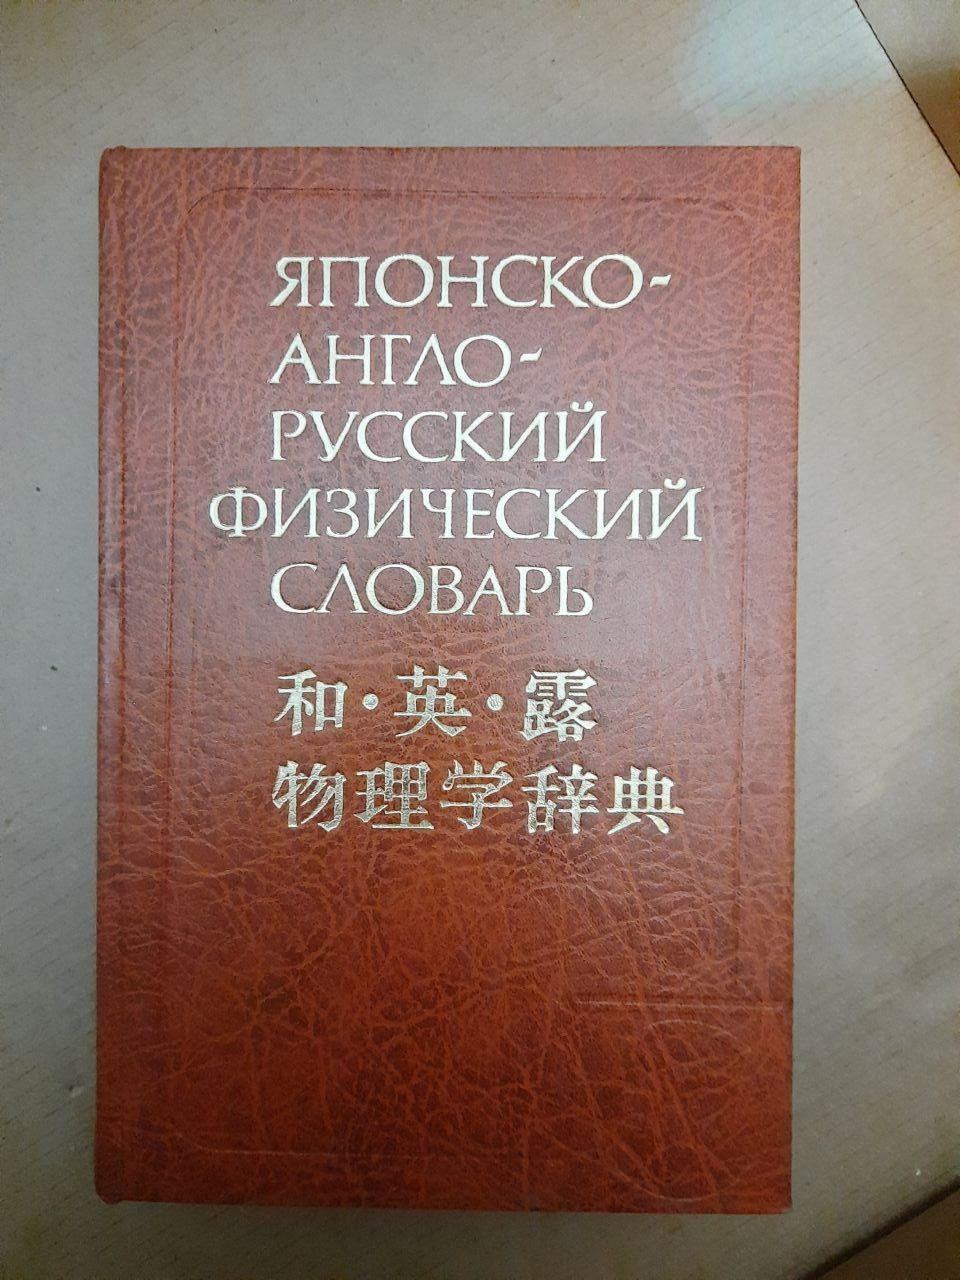 ЯПОНСКО-
АНГЛО-
РУССКИЙ
ФИЗИЧЕСКИЙ
СЛОВАРЬ
和・英・露
物理学辞典